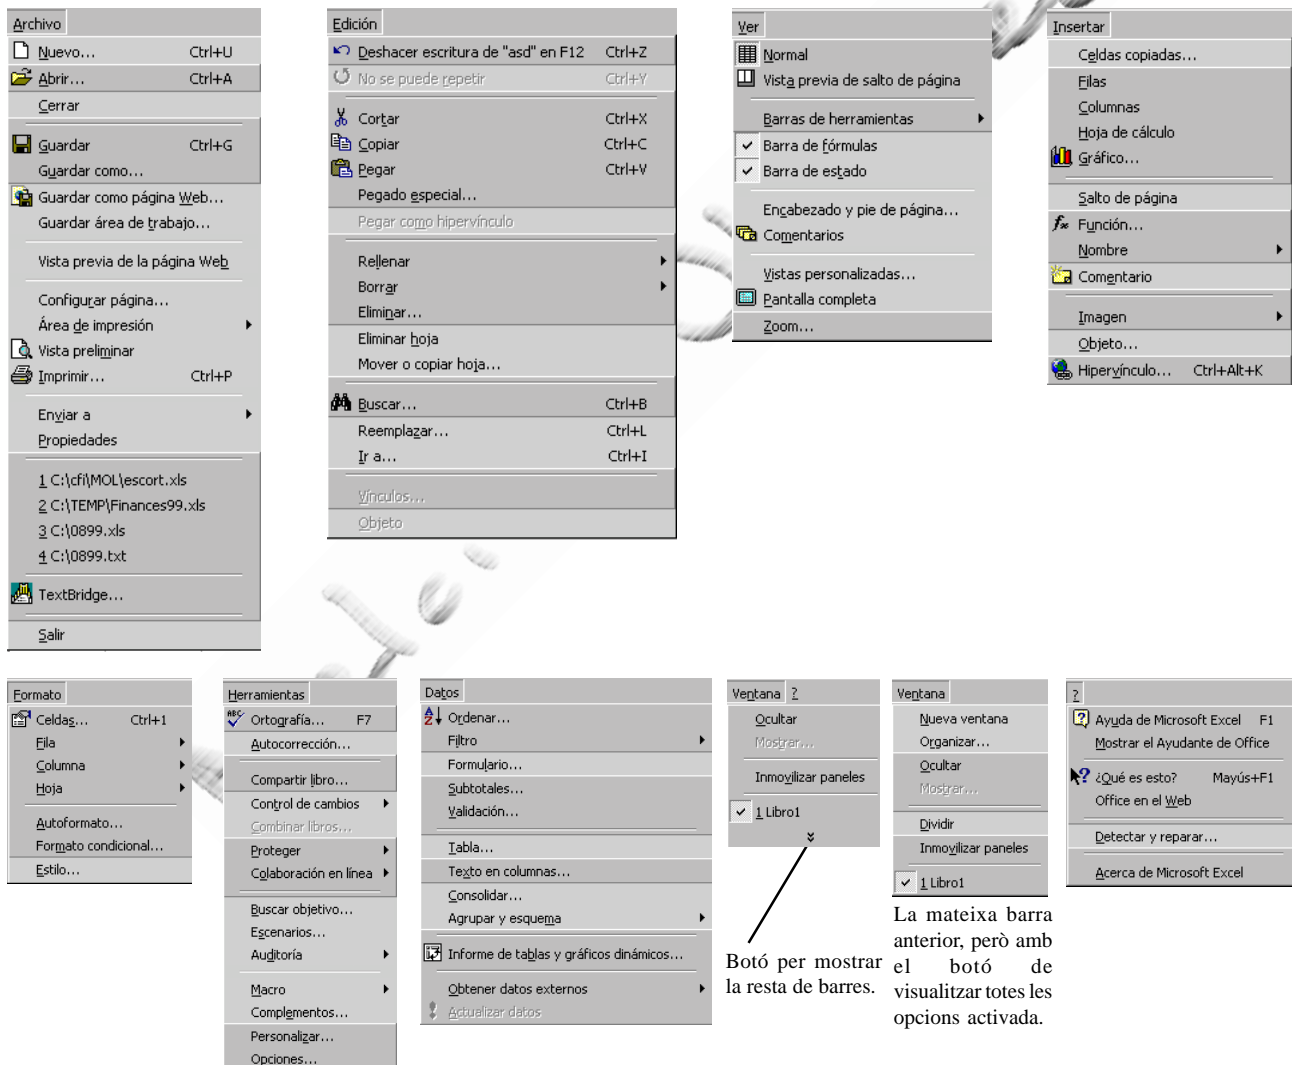 Archivo
Nuevo... Ctrl+U
Abrir... Ctrl+A
Cerrar
Guardar Ctrl+G
Guardar como...
Guardar como página Web...
Guardar área de trabajo...
Vista previa de la página Web
Configurar página...
Área de impresión
Vista preliminar
Imprimir... Ctrl+P
Enviar a
Propiedades
1 C:\cfi\MOL\escort.xls
2 C:\TEMP\Finances99.xls
3 C:\0899.xls
4 C:\0899.txt
TextBridge...
Salir
Edición
Deshacer escritura de "asd" en F12 Ctrl+Z
No se puede repetir Ctrl+Y
Cortar Ctrl+X
Copiar Ctrl+C
Pegar Ctrl+V
Pegado especial...
Pegar como hipervínculo
Rellenar
Borrar
Eliminar...
Eliminar hoja
Mover o copiar hoja...
Buscar... Ctrl+B
Reemplazar... Ctrl+L
Ir a... Ctrl+I
Vínculos...
Objeto
Ver
Normal
Vista previa de salto de página
Barras de herramientas
Barra de fórmulas
Barra de estado
Encabezado y pie de página...
Comentarios
Vistas personalizadas...
Pantalla completa
Zoom...
Insertar
Celdas copiadas...
Filas
Columnas
Hoja de cálculo
Gráfico...
Salto de página
Función...
Nombre
Comentario
Imagen
Objeto...
Hipervínculo... Ctrl+Alt+K
Formato
Celdas... Ctrl+1
Fila
Columna
Hoja
Autoformato...
Formato condicional...
Estilo...
Herramientas
Ortografía... F7
Autocorrección...
Compartir libro...
Control de cambios
Combinar libros...
Proteger
Colaboración en línea
Buscar objetivo...
Escenarios...
Auditoría
Macro
Complementos...
Personalizar...
Opciones...
Datos
Ordenar...
Filtro
Formulario...
Subtotales...
Validación...
Tabla...
Texto en columnas...
Consolidar...
Agrupar y esquema
Informe de tablas y gráficos dinámicos...
Obtener datos externos
Actualizar datos
Ventana ?
Ocultar
Mostrar...
Inmovilizar paneles
1 Libro1
Botó per mostrar
la resta de barres.
Ventana
Nueva ventana
Organizar...
Ocultar
Mostrar...
Dividir
Inmovilizar paneles
1 Libro1
La mateixa barra
anterior, però amb
el botó de
visualitzar totes les
opcions activada.
?
Ayuda de Microsoft Excel F1
Mostrar el Ayudante de Office
¿Qué es esto? Mayús+F1
Office en el Web
Detectar y reparar...
Acerca de Microsoft Excel